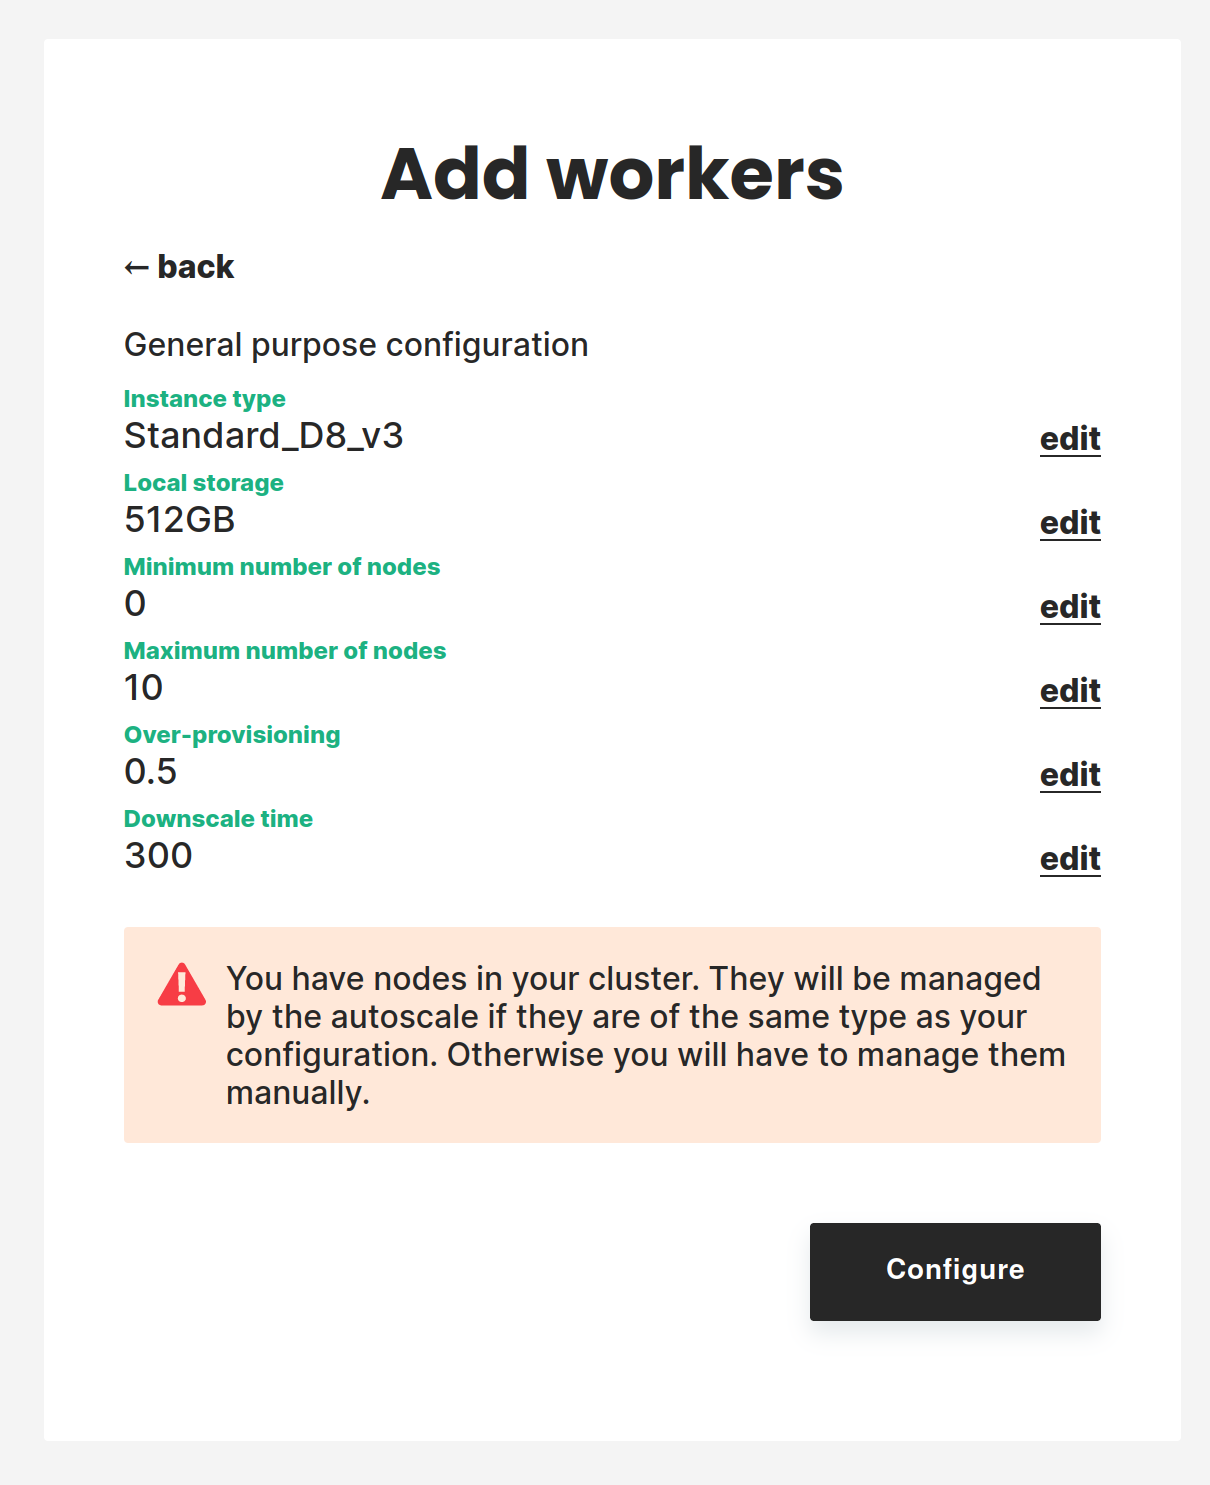 Add workers
← back
General purpose configuration
Instance type
Standard_D8_v3
edit
Local storage
512GB
edit
Minimum number of nodes
0
edit
Maximum number of nodes
10
edit
Over-provisioning
0.5
edit
Downscale time
300
edit
You have nodes in your cluster. They will be managed
by the autoscale if they are of the same type as your
configuration. Otherwise you will have to manage them
manually.
Configure